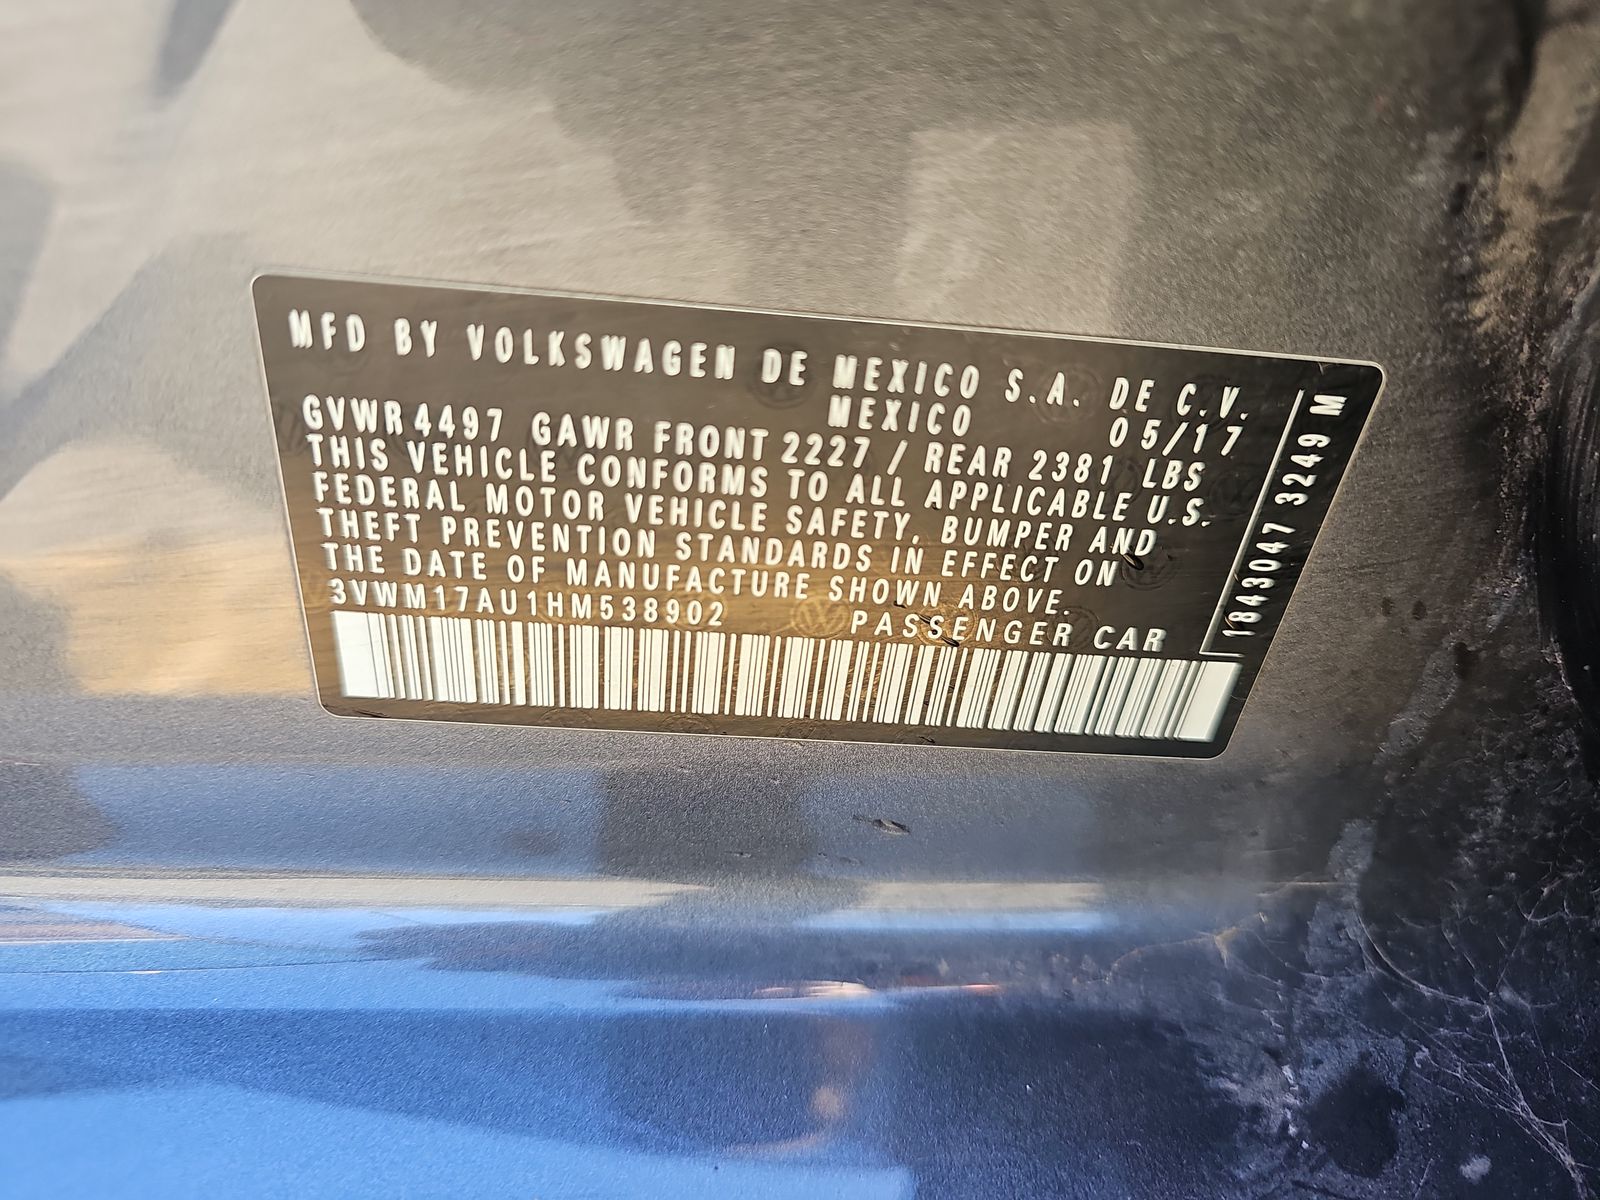 MFD BY VOLKSWAGEN DE MEXICO S.A. DE C.V.
MEXICO 05/17
GVWR 4497 GAWR FRONT 2227 / REAR 2381 LBS
THIS VEHICLE CONFORMS TO ALL APPLICABLE U.S.
FEDERAL MOTOR VEHICLE SAFETY, BUMPER AND
THEFT PREVENTION STANDARDS IN EFFECT ON
THE DATE OF MANUFACTURE SHOWN ABOVE.
3VWM17AU1HM538902 PASSENGER CAR
1843047 3249 M